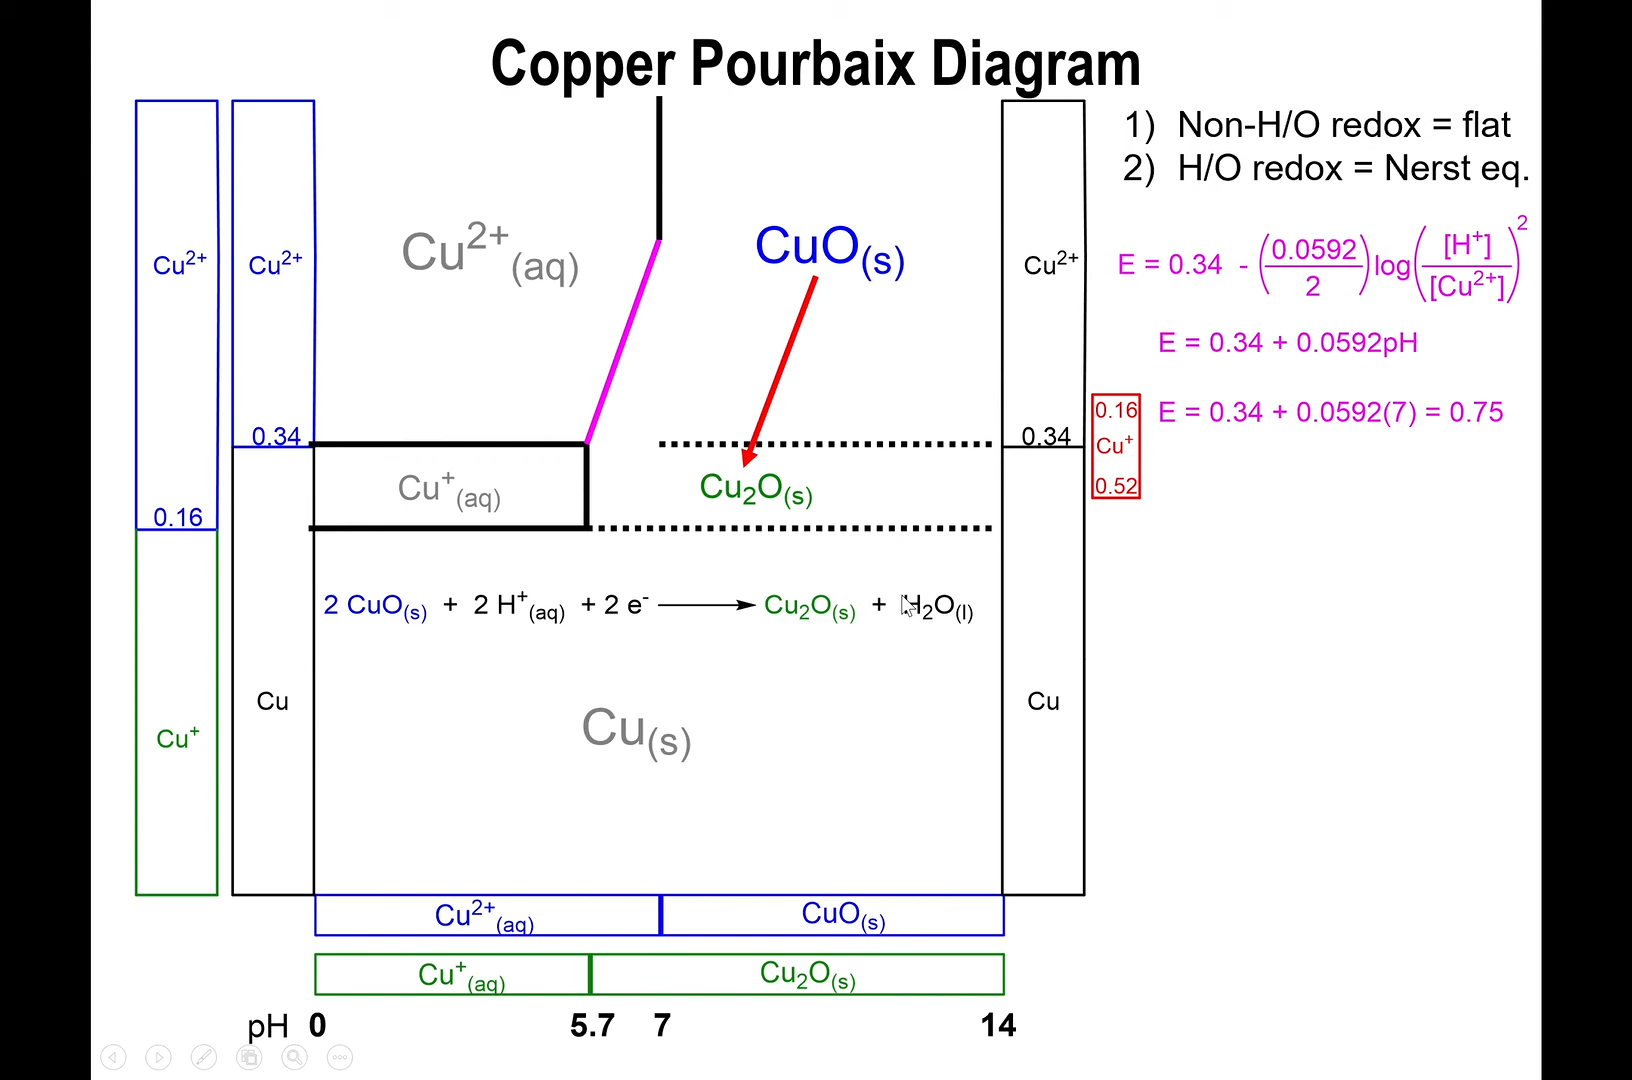 Copper Pourbaix Diagram
1) Non-H/O redox = flat
2) H/O redox = Nerst eq.
Cu²⁺
Cu²⁺
Cu²⁺(aq)
CuO(s)
Cu²⁺
E = 0.34 - (0.0592/2)log([H⁺]/[Cu²⁺])²
E = 0.34 + 0.0592pH
E = 0.34 + 0.0592(7) = 0.75
0.16
Cu⁺
0.52
0.34
0.34
0.16
Cu⁺(aq)
Cu₂O(s)
2 CuO(s) + 2 H⁺(aq) + 2 e⁻ → Cu₂O(s) + H₂O(l)
Cu
Cu
Cu⁺
Cu(s)
Cu²⁺(aq) CuO(s)
Cu⁺(aq) Cu₂O(s)
pH 0 5.7 7 14